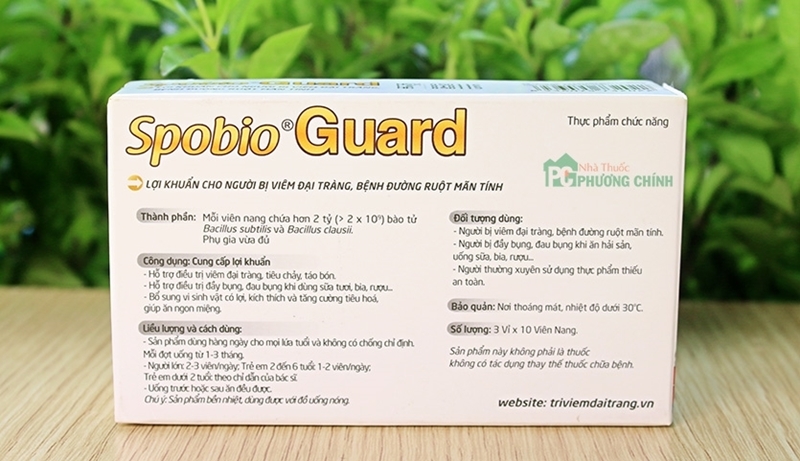 Spobio® Guard
Thực phẩm chức năng
Nhà Thuốc
PC PHƯƠNG CHÍNH
LỢI KHUẨN CHO NGƯỜI BỊ VIÊM ĐẠI TRÀNG, BỆNH ĐƯỜNG RUỘT MÃN TÍNH
Thành phần: Mỗi viên nang chứa hơn 2 tỷ (> 2 x 10⁹) bào tử
Bacillus subtilis và Bacillus clausii.
Phụ gia vừa đủ
Công dụng: Cung cấp lợi khuẩn
- Hỗ trợ điều trị viêm đại tràng, tiêu chảy, táo bón.
- Hỗ trợ điều trị đầy bụng, đau bụng khi dùng sữa tươi, bia, rượu...
- Bổ sung vi sinh vật có lợi, kích thích và tăng cường tiêu hoá,
giúp ăn ngon miệng.
Liều lượng và cách dùng:
- Sản phẩm dùng hàng ngày cho mọi lứa tuổi và không có chống chỉ định.
Mỗi đợt uống từ 1-3 tháng.
- Người lớn: 2-3 viên/ngày; Trẻ em 2 đến 6 tuổi: 1-2 viên/ngày;
Trẻ em dưới 2 tuổi theo chỉ dẫn của bác sĩ.
- Uống trước hoặc sau ăn đều được.
Chú ý: Sản phẩm bền nhiệt, dùng được với đồ uống nóng.
Đối tượng dùng:
- Người bị viêm đại tràng, bệnh đường ruột mãn tính.
- Người bị đầy bụng, đau bụng khi ăn hải sản,
uống sữa, bia, rượu...
- Người thường xuyên sử dụng thực phẩm thiếu
an toàn.
Bảo quản: Nơi thoáng mát, nhiệt độ dưới 30°C.
Số lượng: 3 Vỉ x 10 Viên Nang.
Sản phẩm này không phải là thuốc
không có tác dụng thay thế thuốc chữa bệnh.
website: triviemdaitrang.vn